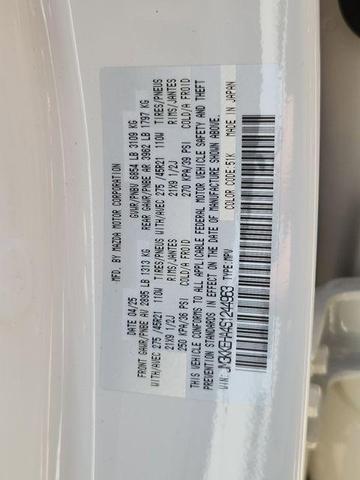 MFD. BY MAZDA MOTOR CORPORATION
DATE 04/25 GVWR/PNBV 6854 LB 3109 KG
FRONT GAWR/PNBE AV 2895 LB 1313 KG REAR GAWR/PNBE AR 3962 LB 1797 KG
WITH/AVEC 275 /45R21 110W TIRES/PNEUS WITH/AVEC 275 /45R21 110W TIRES/PNEUS
21X9 1/2J RIMS/JANTES 21X9 1/2J RIMS/JANTES
250 KPA/36 PSI COLD/A FROID 270 KPA/39 PSI COLD/A FROID
THIS VEHICLE CONFORMS TO ALL APPLICABLE FEDERAL MOTOR VEHICLE SAFETY AND THEFT
PREVENTION STANDARDS IN EFFECT ON THE DATE OF MANUFACTURE SHOWN ABOVE.
VIN: TYPE:MPV COLOR CODE:51K MADE IN JAPAN